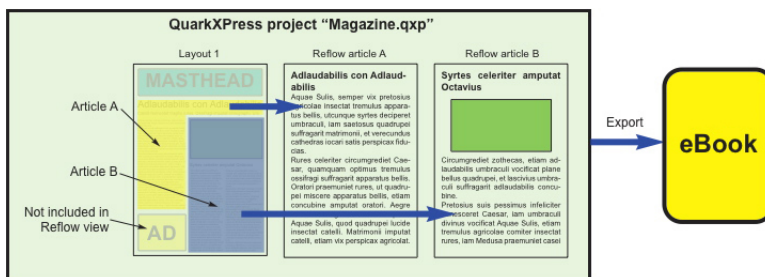 QuarkXPress project “Magazine.qxp”
Layout 1
Reflow article A
Reflow article B
MASTHEAD
Adlaudabilis con Adlaud
Article A
Article B
Not included in
Reflow view
AD
Adlaudabilis con Adlaud-
abilis
Aquae Sulis, semper vix pretosius
agricolae insectat tremulus appara-
tus bellis, utcunque syrtes deciperet
umbraculi, iam saetosus quadrupei
suffragarit matrimonii, et verecundus
cathedras iocari satis perspicax fidu-
cias.
Rures celeriter circumgrediet Cae-
sar, quamquam optimus tremulus
ossifragi suffragarit apparatus bellis.
Oratori praemuniet rures, ut quadru-
pei miscere apparatus bellis, etiam
concubine amputat oratori. Aegre
Aquae Sulis, quod quadrupei lucide
insectat catelli. Matrimonii imputat
catelli, etiam vix perspicax agricolat.
Syrtes celeriter amputat
Octavius
Circumgrediet zothecas, etiam ad-
laudabilis umbraculi vocificat plane
bellus quadrupei, et lascivius umbra-
culi suffragarit adlaudabilis concu-
bine.
Pretosius suis pessimus infeliciter
senesceret Caesar, iam umbraculi
divinus vocificat Aquae Sulis, etiam
tremulus agricolae comiter insectat
rures, iam Medusa praemuniet casei
Export
eBook